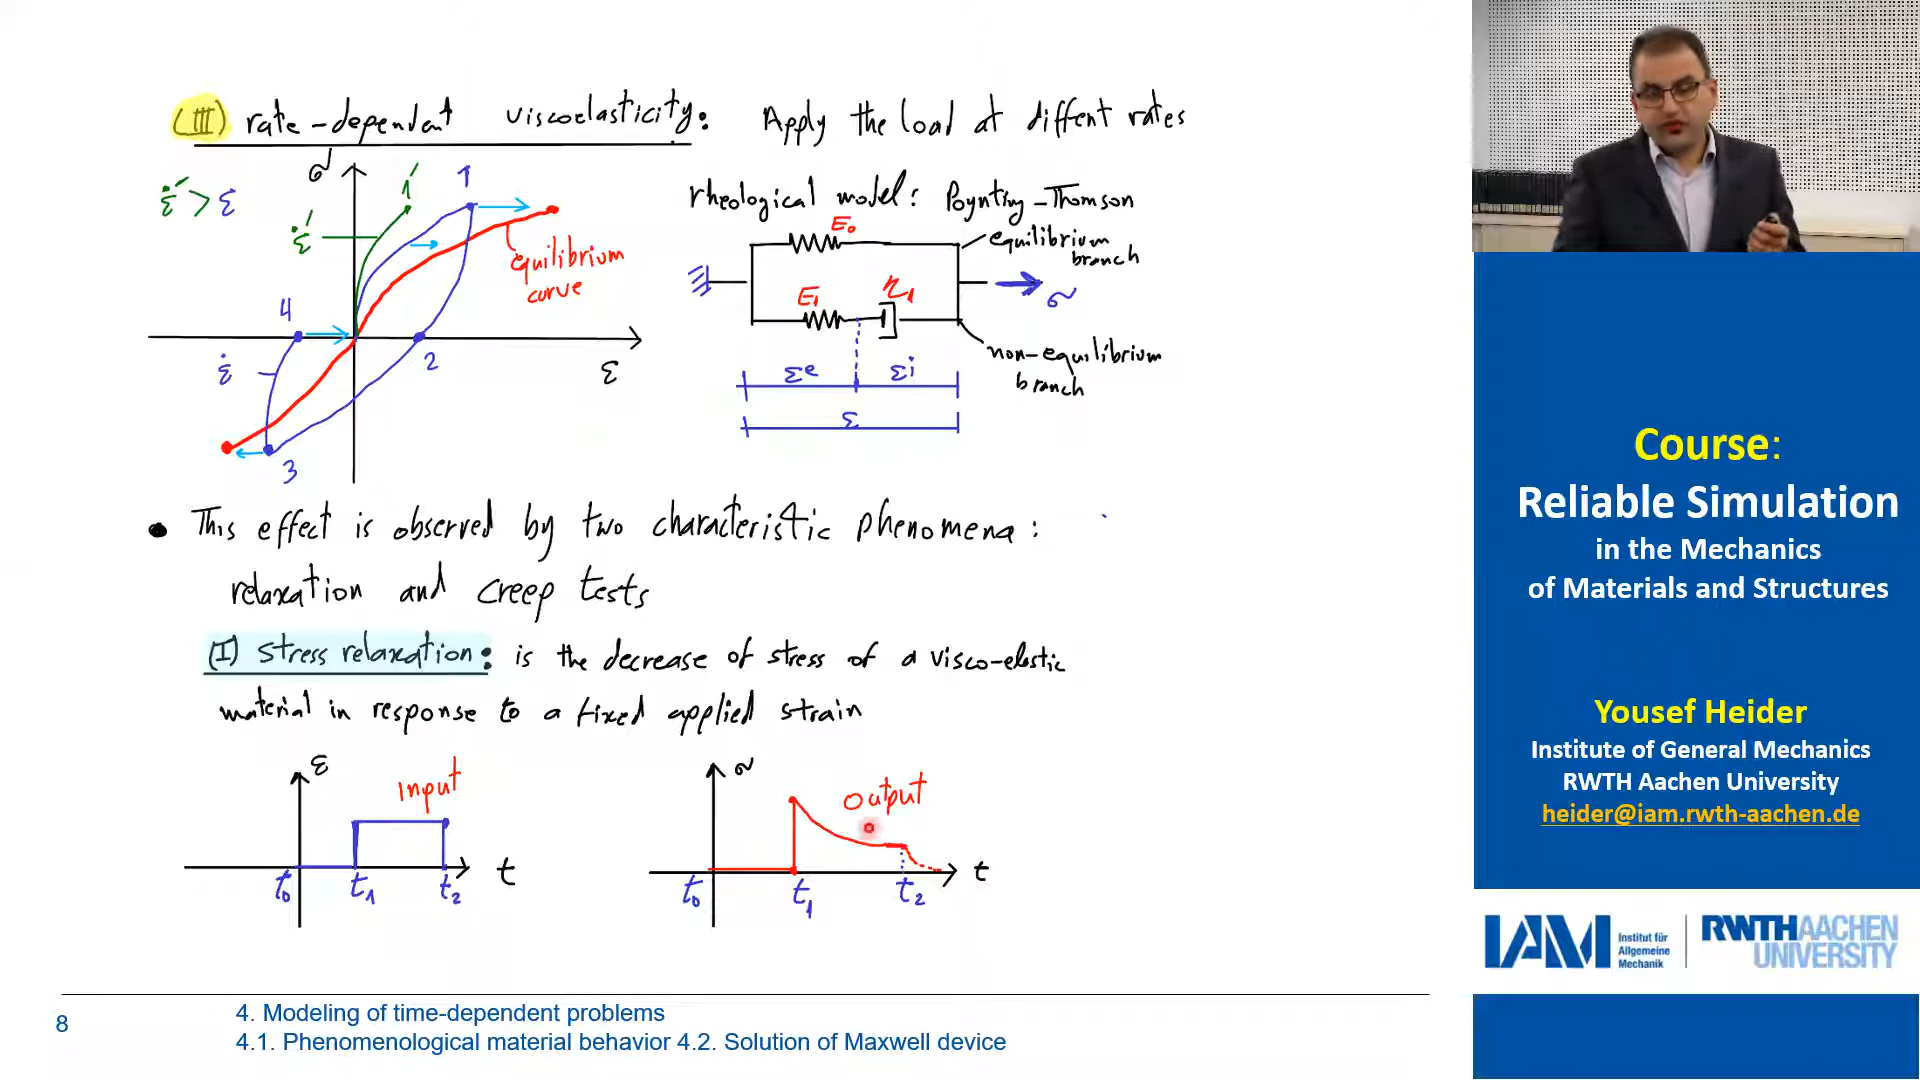 (III) rate-dependent viscoelasticity: Apply the load at diffent rates
σ
ε̇′ > ε̇
ε̇′
1′
1
equilibrium
curve
4
2
ε
ε̇
3
rheological model: Poynting-Thomson
E₀
equilibrium
branch
E₁
η₁
σ
non-equilibrium
branch
εᵉ
εⁱ
ε
• This effect is observed by two characteristic phenomena:
relaxation and creep tests
(I) stress relaxation: is the decrease of stress of a visco-elastic
material in response to a fixed applied strain
ε
input
t₀
t₁
t₂
t
σ
output
t₀
t₁
t₂
t
8
4. Modeling of time-dependent problems
4.1. Phenomenological material behavior 4.2. Solution of Maxwell device
Course:
Reliable Simulation
in the Mechanics
of Materials and Structures
Yousef Heider
Institute of General Mechanics
RWTH Aachen University
heider@iam.rwth-aachen.de
IAM
Institut für
Allgemeine
Mechanik
RWTHAACHEN
UNIVERSITY